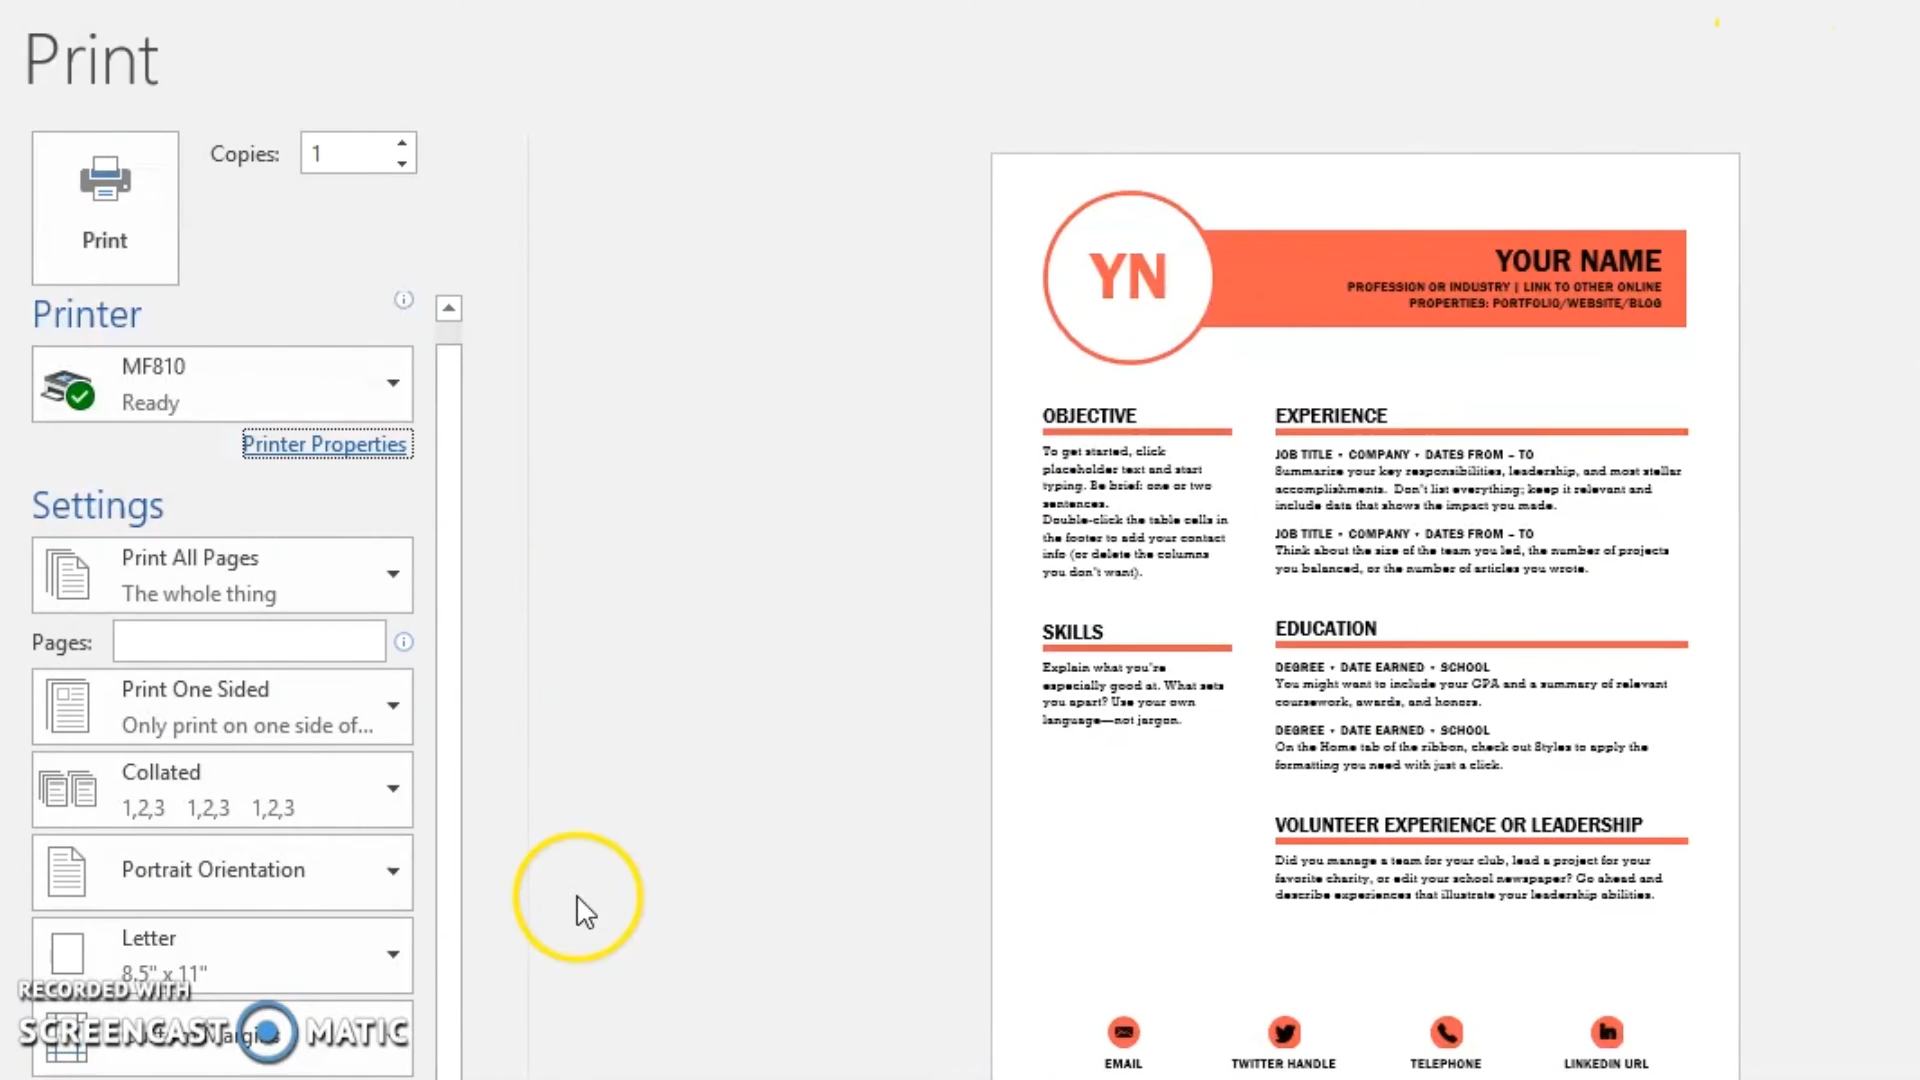 Print
Print
Copies:
1
Printer
MF810
Ready
Printer Properties
Settings
Print All Pages
The whole thing
Pages:
Print One Sided
Only print on one side of...
Collated
1,2,3 1,2,3 1,2,3
Portrait Orientation
Letter
8.5" x 11"
RECORDED WITH
SCREENCAST MATIC
YN
YOUR NAME
PROFESSION OR INDUSTRY | LINK TO OTHER ONLINE
PROPERTIES: PORTFOLIO/WEBSITE/BLOG
OBJECTIVE
To get started, click
placeholder text and start
typing. Be brief: one or two
sentences.
Double-click the table cells in
the footer to add your contact
info (or delete the columns
you don't want).
SKILLS
Explain what you're
especially good at. What sets
you apart? Use your own
language—not jargon.
EXPERIENCE
JOB TITLE • COMPANY • DATES FROM – TO
Summarize your key responsibilities, leadership, and most stellar
accomplishments. Don't list everything; keep it relevant and
include data that shows the impact you made.
JOB TITLE • COMPANY • DATES FROM – TO
Think about the size of the team you led, the number of projects
you balanced, or the number of articles you wrote.
EDUCATION
DEGREE • DATE EARNED • SCHOOL
You might want to include your GPA and a summary of relevant
coursework, awards, and honors.
DEGREE • DATE EARNED • SCHOOL
On the Home tab of the ribbon, check out Styles to apply the
formatting you need with just a click.
VOLUNTEER EXPERIENCE OR LEADERSHIP
Did you manage a team for your club, lead a project for your
favorite charity, or edit your school newspaper? Go ahead and
describe experiences that illustrate your leadership abilities.
EMAIL
TWITTER HANDLE
TELEPHONE
LINKEDIN URL